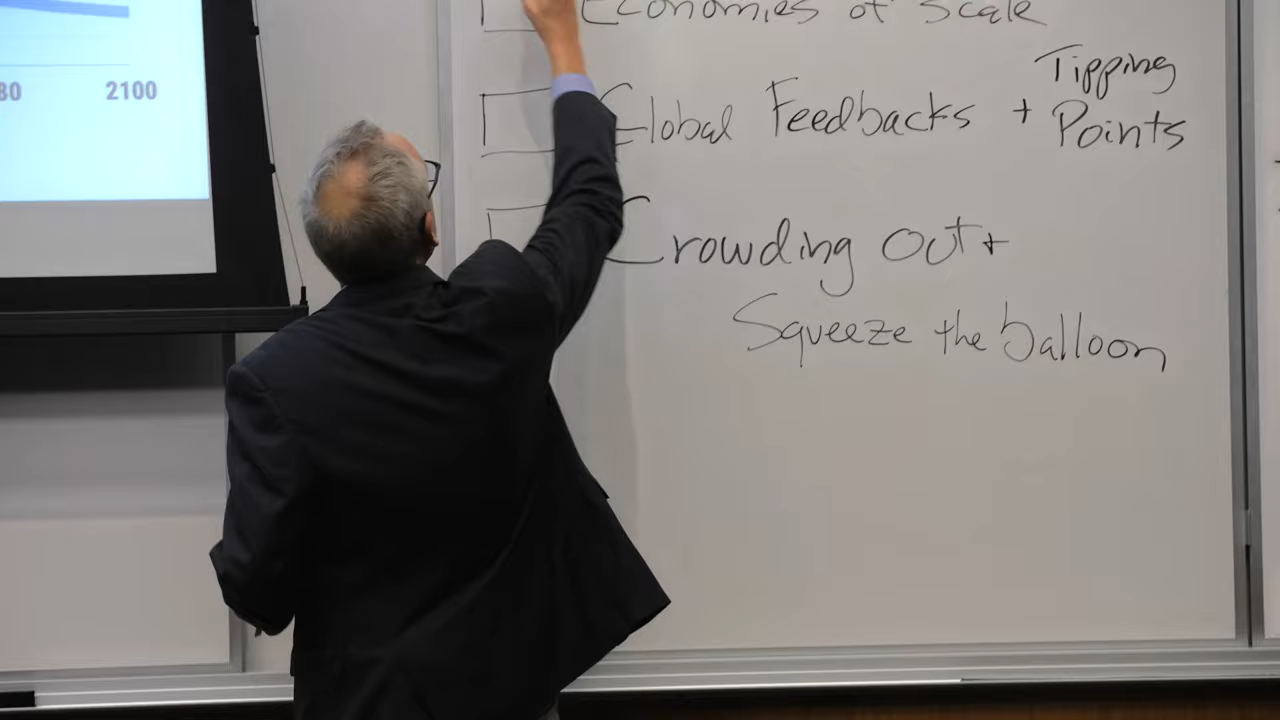 80 2100
Economies of Scale
Global Feedbacks + Tipping Points
Crowding Out +
Squeeze the balloon